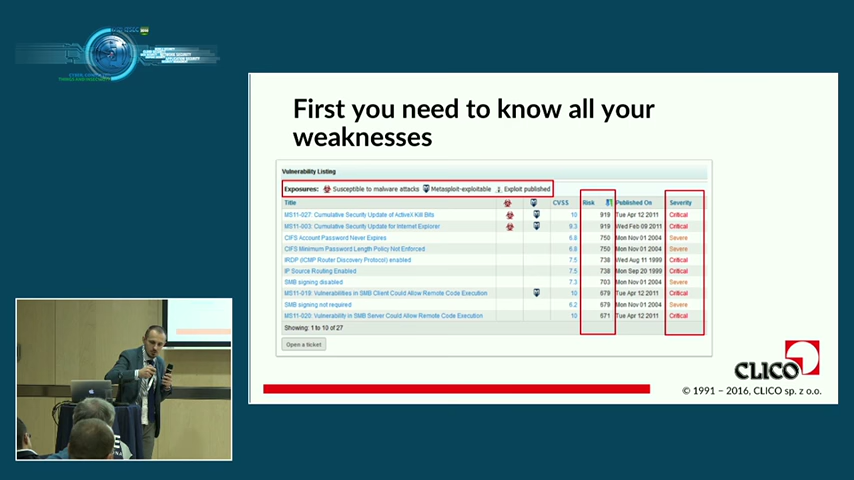 First you need to know all your
weaknesses
Vulnerability Listing
Exposures: Susceptible to malware attacks Metasploit-exploitable Exploit published
Title CVSS Risk Published On Severity
MS11-027: Cumulative Security Update of ActiveX Kill Bits 10 919 Tue Apr 12 2011 Critical
MS11-003: Cumulative Security Update for Internet Explorer 9.3 919 Wed Feb 09 2011 Critical
CIFS Account Password Never Expires 6.8 750 Mon Nov 01 2004 Severe
CIFS Minimum Password Length Policy Not Enforced 6.8 750 Mon Nov 01 2004 Severe
IRDP (ICMP Router Discovery Protocol) enabled 7.5 738 Wed Aug 11 1999 Critical
IP Source Routing Enabled 7.5 738 Mon Sep 20 1999 Critical
SMB signing disabled 7.3 703 Mon Nov 01 2004 Severe
MS11-019: Vulnerabilities in SMB Client Could Allow Remote Code Execution 10 679 Tue Apr 12 2011 Critical
SMB signing not required 6.2 679 Mon Nov 01 2004 Severe
MS11-020: Vulnerability in SMB Server Could Allow Remote Code Execution 10 671 Tue Apr 12 2011 Critical
Showing: 1 to 10 of 27
Open a ticket
CLICO
© 1991 – 2016, CLICO sp. z o.o.